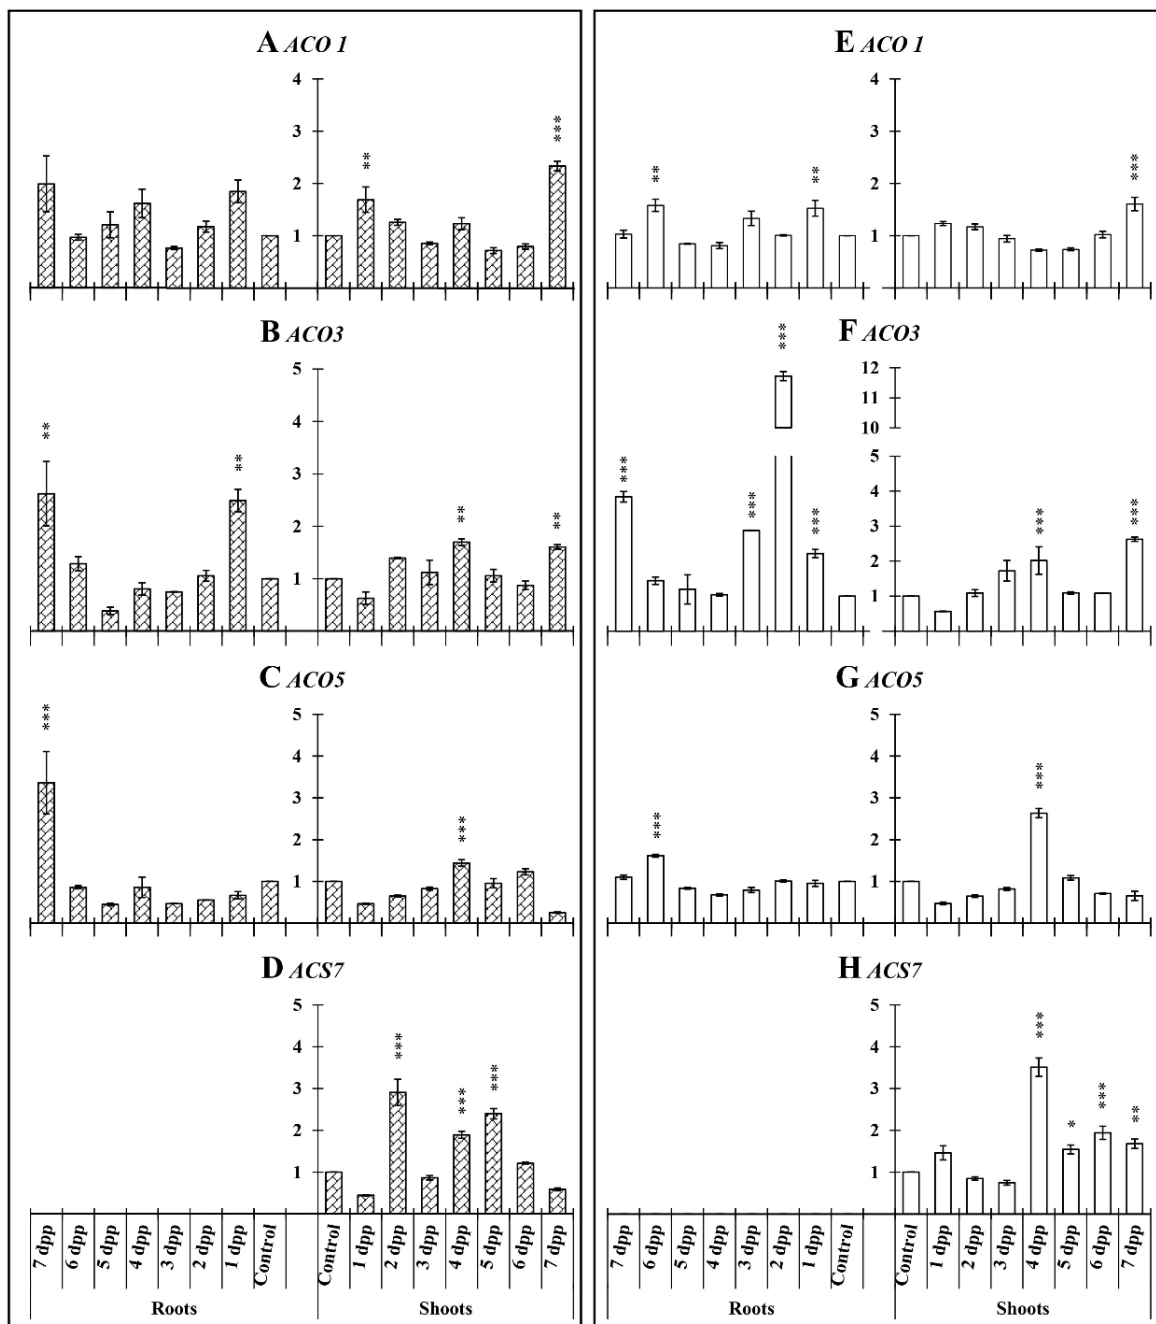 A ACO 1
4
3
2
1
**
***
B ACO3
5
4
3
2
1
**
**
**
**
C ACO5
5
4
3
2
1
***
***
D ACS7
5
4
3
2
1
***
***
***
7 dpp
6 dpp
5 dpp
4 dpp
3 dpp
2 dpp
1 dpp
Control
Control
1 dpp
2 dpp
3 dpp
4 dpp
5 dpp
6 dpp
7 dpp
Roots
Shoots
E ACO 1
4
3
2
1
**
**
***
F ACO3
12
11
10
5
4
3
2
1
***
***
***
***
***
***
G ACO5
5
4
3
2
1
***
***
H ACS7
5
4
3
2
1
***
*
***
**
7 dpp
6 dpp
5 dpp
4 dpp
3 dpp
2 dpp
1 dpp
Control
Control
1 dpp
2 dpp
3 dpp
4 dpp
5 dpp
6 dpp
7 dpp
Roots
Shoots